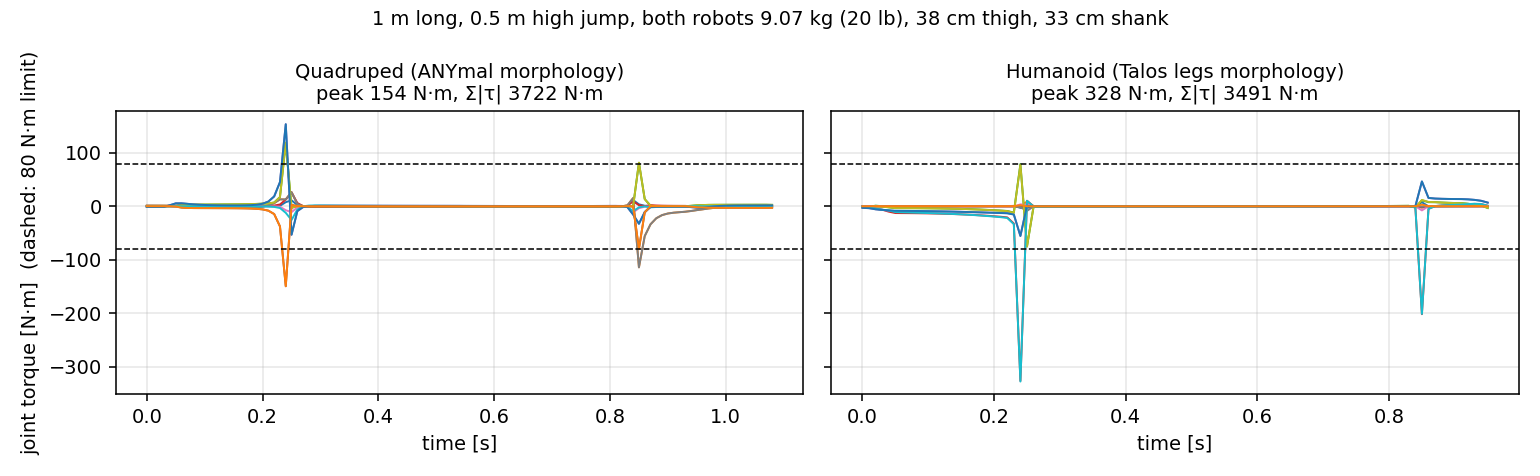 1 m long, 0.5 m high jump, both robots 9.07 kg (20 lb), 38 cm thigh, 33 cm shank
Quadruped (ANYmal morphology)
peak 154 N·m, Σ|τ| 3722 N·m
Humanoid (Talos legs morphology)
peak 328 N·m, Σ|τ| 3491 N·m
joint torque [N·m]  (dashed: 80 N·m limit)
100
0
−100
−200
−300
0.0 0.2 0.4 0.6 0.8 1.0
time [s]
0.0 0.2 0.4 0.6 0.8
time [s]